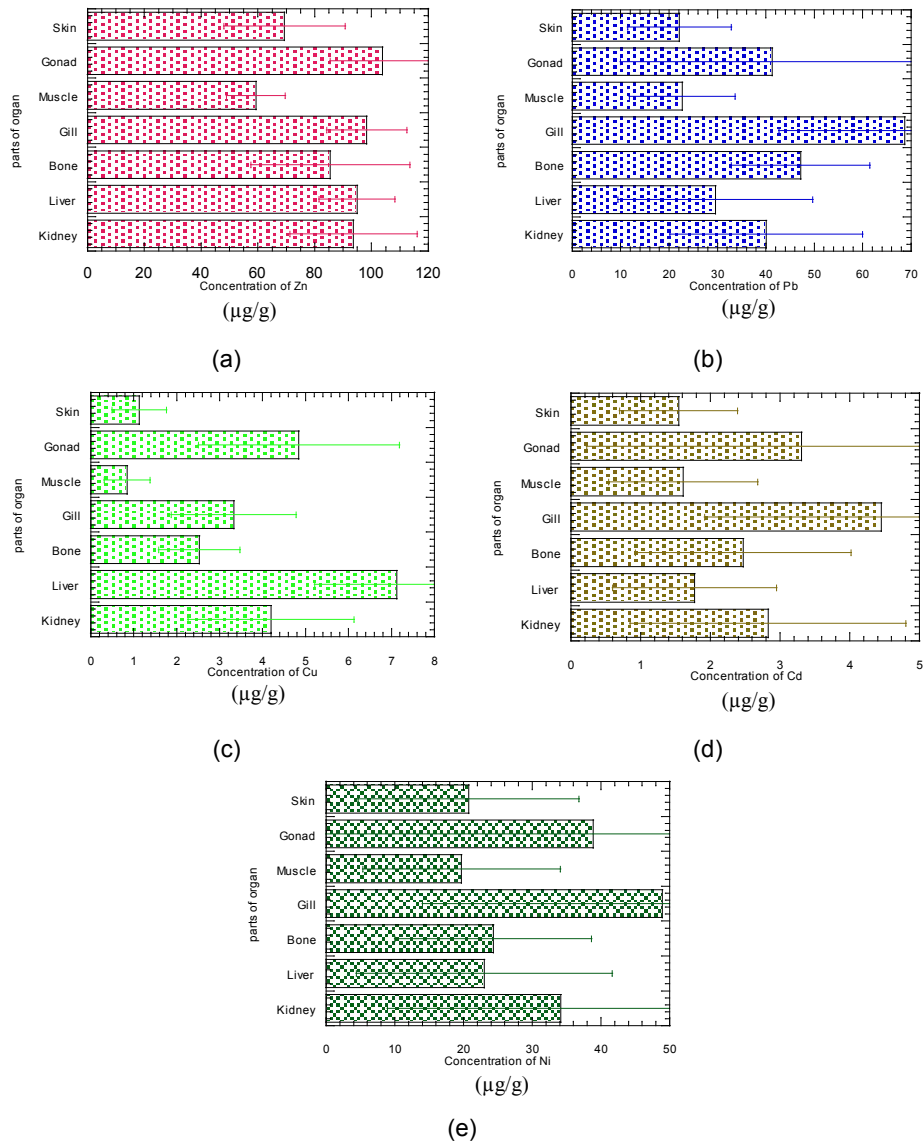 Skin
Gonad
Muscle
Gill
Bone
Liver
Kidney
parts of organ
0 20 40 60 80 100 120
Concentration of Zn
(µg/g)
(a)
Skin
Gonad
Muscle
Gill
Bone
Liver
Kidney
parts of organ
0 10 20 30 40 50 60 70
Concentration of Pb
(µg/g)
(b)
Skin
Gonad
Muscle
Gill
Bone
Liver
Kidney
parts of organ
0 1 2 3 4 5 6 7 8
Concentration of Cu
(µg/g)
(c)
Skin
Gonad
Muscle
Gill
Bone
Liver
Kidney
parts of organ
0 1 2 3 4 5
Concentration of Cd
(µg/g)
(d)
Skin
Gonad
Muscle
Gill
Bone
Liver
Kidney
parts of organ
0 10 20 30 40 50
Concentration of Ni
(µg/g)
(e)